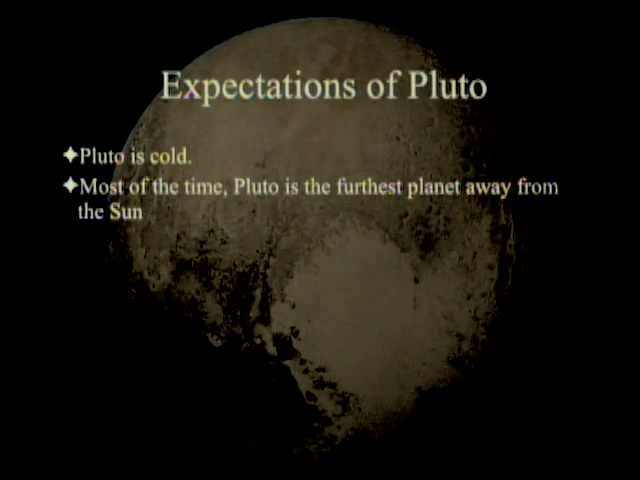 Expectations of Pluto
✦Pluto is cold.
✦Most of the time, Pluto is the furthest planet away from
the Sun